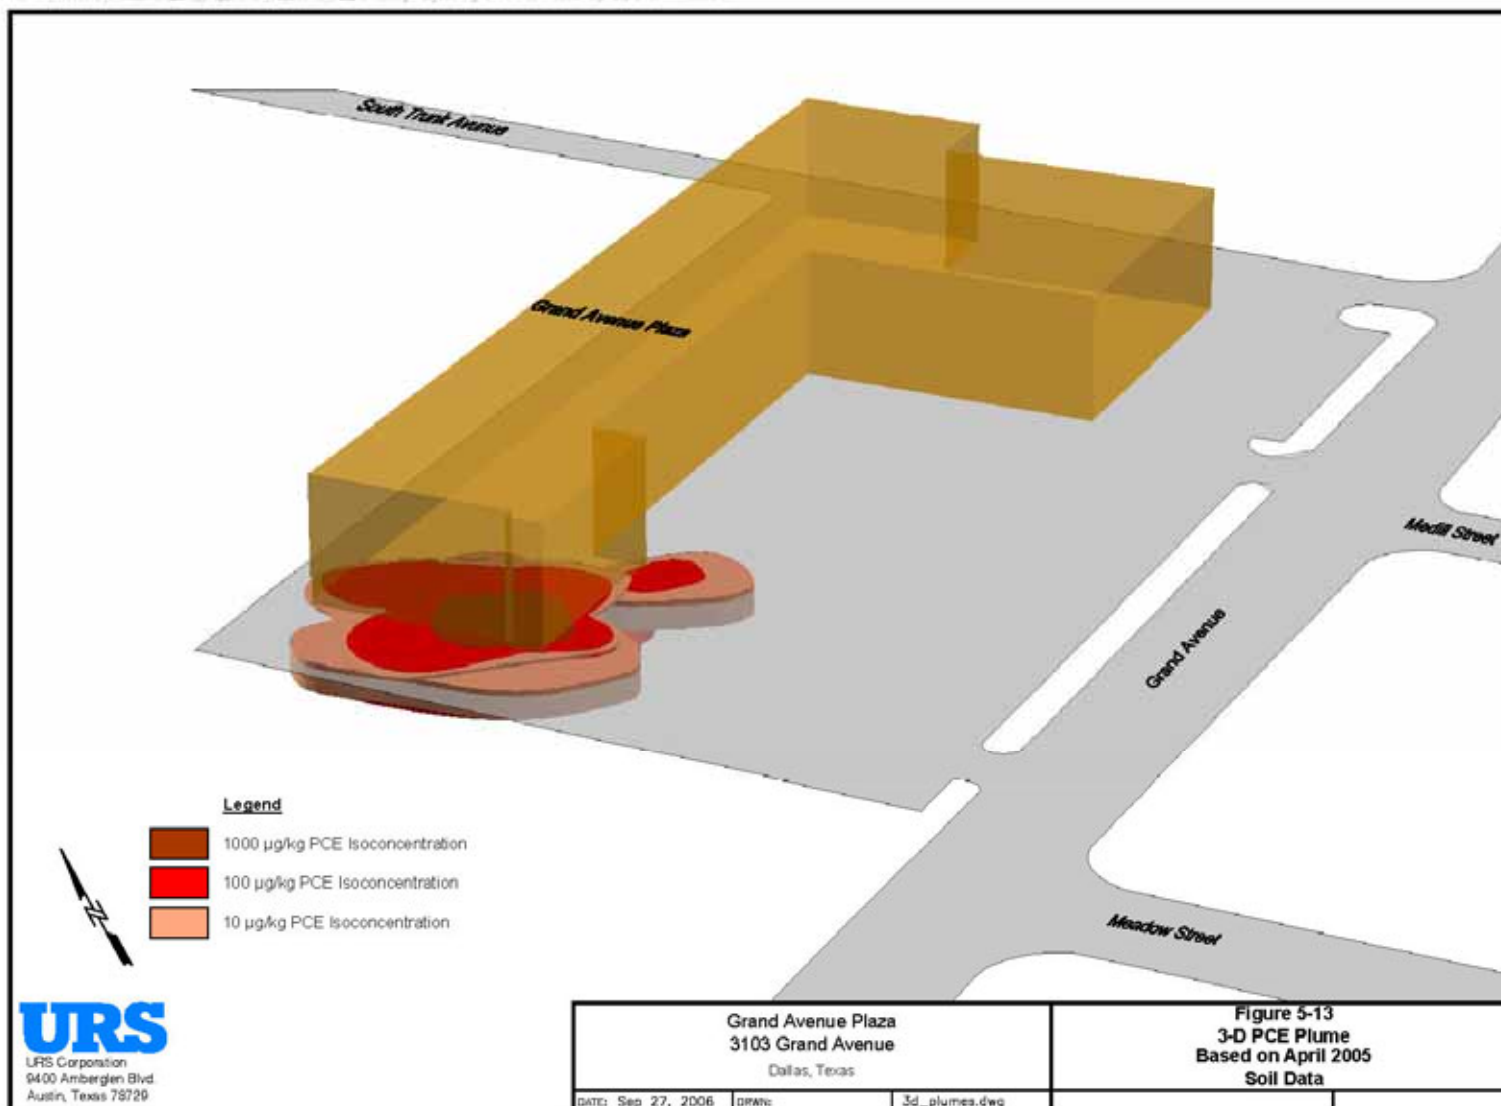 South Trunk Avenue
Grand Avenue Plaza
Medill Street
Grand Avenue
Meadow Street
Legend
1000 µg/kg PCE Isoconcentration
100 µg/kg PCE Isoconcentration
10 µg/kg PCE Isoconcentration
N
URS
URS Corporation
9400 Amberglen Blvd.
Austin, Texas 78729
Grand Avenue Plaza
3103 Grand Avenue
Dallas, Texas
Figure 5-13
3-D PCE Plume
Based on April 2005
Soil Data
DATE: Sep 27, 2006
DRWN:
3d_plumes.dwg